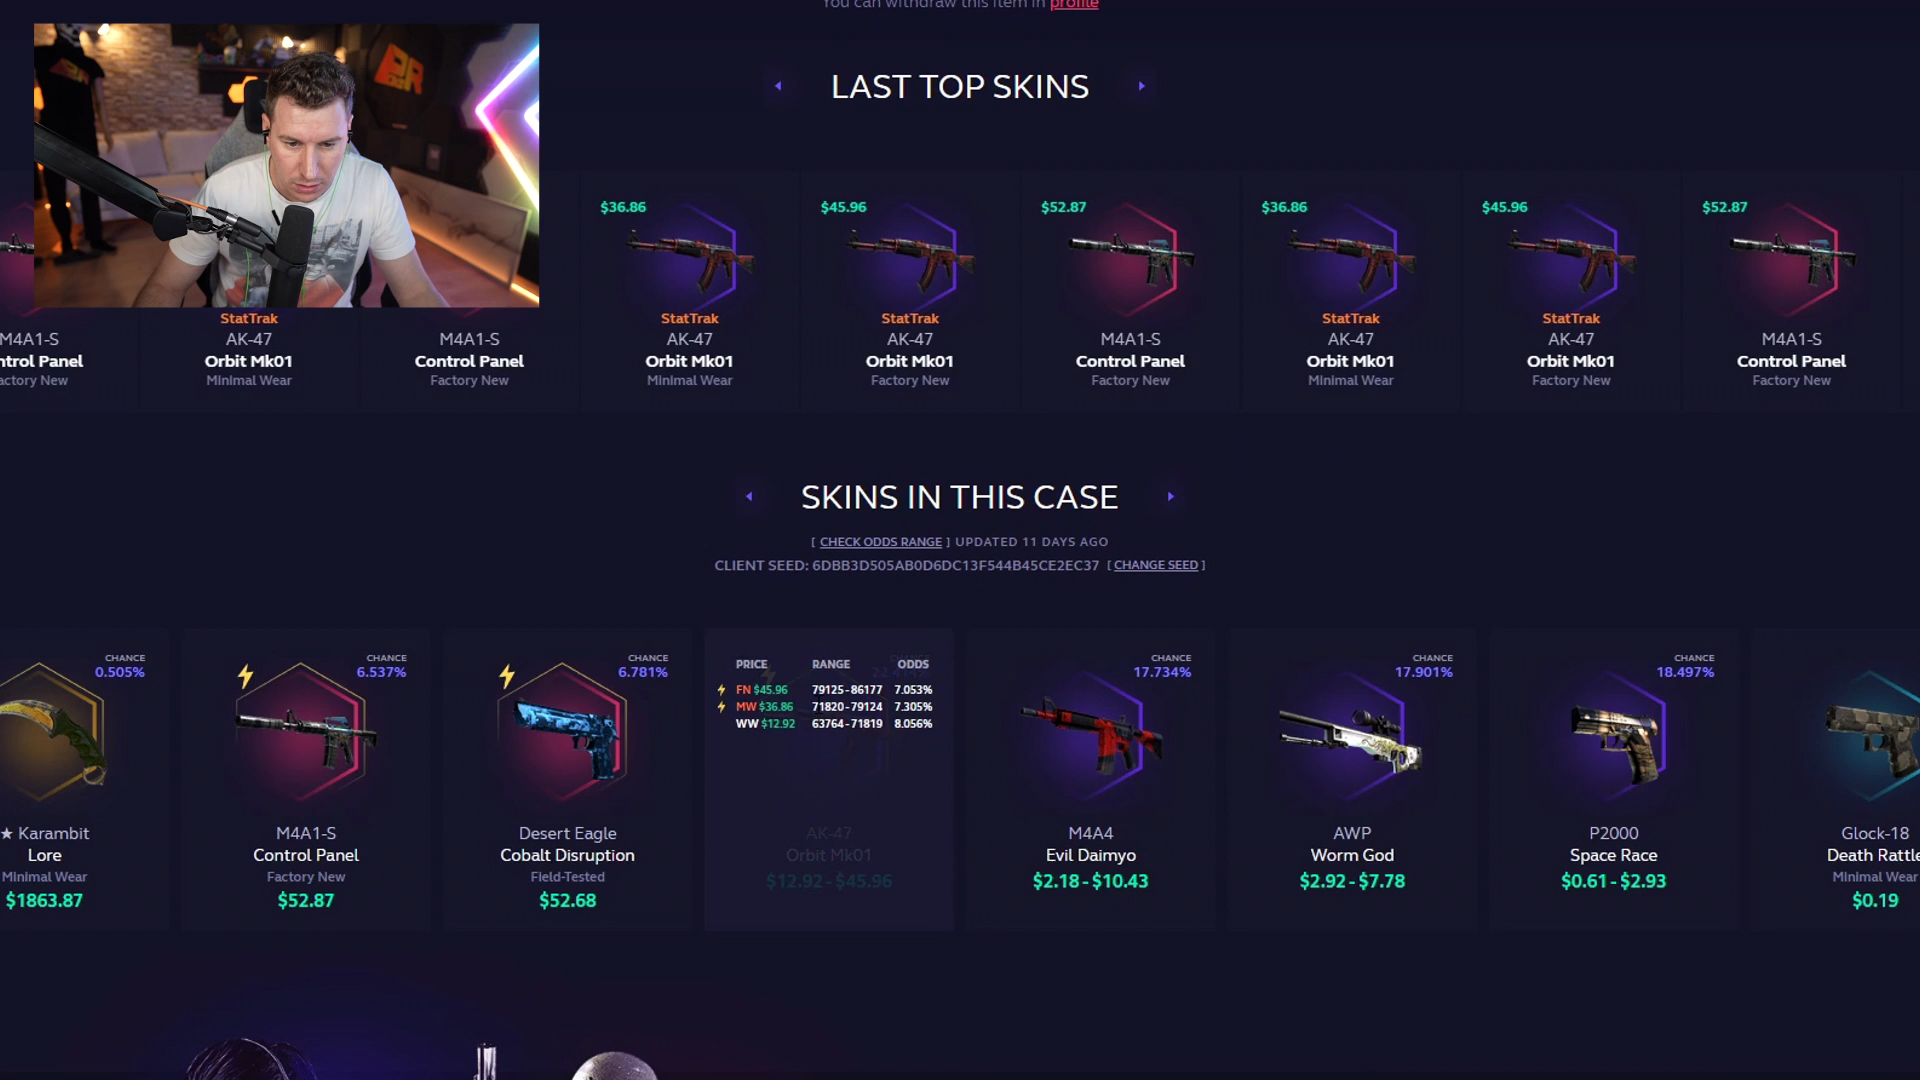 You can withdraw this item in profile
LAST TOP SKINS
$36.86
$45.96
$52.87
$36.86
$45.96
$52.87
StatTrak
StatTrak
StatTrak
StatTrak
StatTrak
M4A1-S
AK-47
M4A1-S
AK-47
AK-47
M4A1-S
AK-47
AK-47
M4A1-S
ntrol Panel
Orbit Mk01
Control Panel
Orbit Mk01
Orbit Mk01
Control Panel
Orbit Mk01
Orbit Mk01
Control Panel
actory New
Minimal Wear
Factory New
Minimal Wear
Factory New
Factory New
Minimal Wear
Factory New
Factory New
SKINS IN THIS CASE
[ CHECK ODDS RANGE ] UPDATED 11 DAYS AGO
CLIENT SEED: 6DBB3D505AB0D6DC13F544B45CE2EC37 [ CHANGE SEED ]
CHANCE
0.505%
★ Karambit
Lore
Minimal Wear
$1863.87
CHANCE
6.537%
M4A1-S
Control Panel
Factory New
$52.87
CHANCE
6.781%
Desert Eagle
Cobalt Disruption
Field-Tested
$52.68
PRICE RANGE ODDS
FN $45.96 79125-86177 7.053%
MW $36.86 71820-79124 7.305%
WW $12.92 63764-71819 8.056%
AK-47
Orbit Mk01
$12.92 - $45.96
CHANCE
17.734%
M4A4
Evil Daimyo
$2.18 - $10.43
CHANCE
17.901%
AWP
Worm God
$2.92 - $7.78
CHANCE
18.497%
P2000
Space Race
$0.61 - $2.93
Glock-18
Death Rattle
Minimal Wear
$0.19